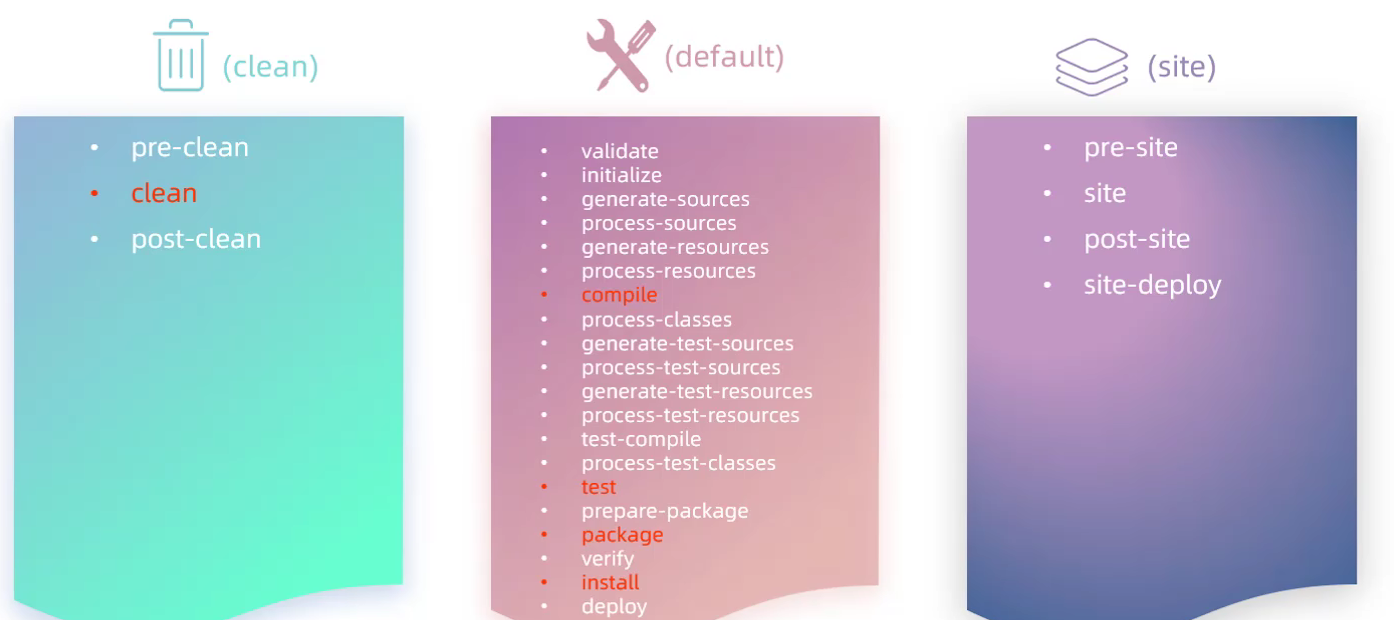 (clean)
• pre-clean
• clean
• post-clean
(default)
• validate
• initialize
• generate-sources
• process-sources
• generate-resources
• process-resources
• compile
• process-classes
• generate-test-sources
• process-test-sources
• generate-test-resources
• process-test-resources
• test-compile
• process-test-classes
• test
• prepare-package
• package
• verify
• install
• deploy
(site)
• pre-site
• site
• post-site
• site-deploy